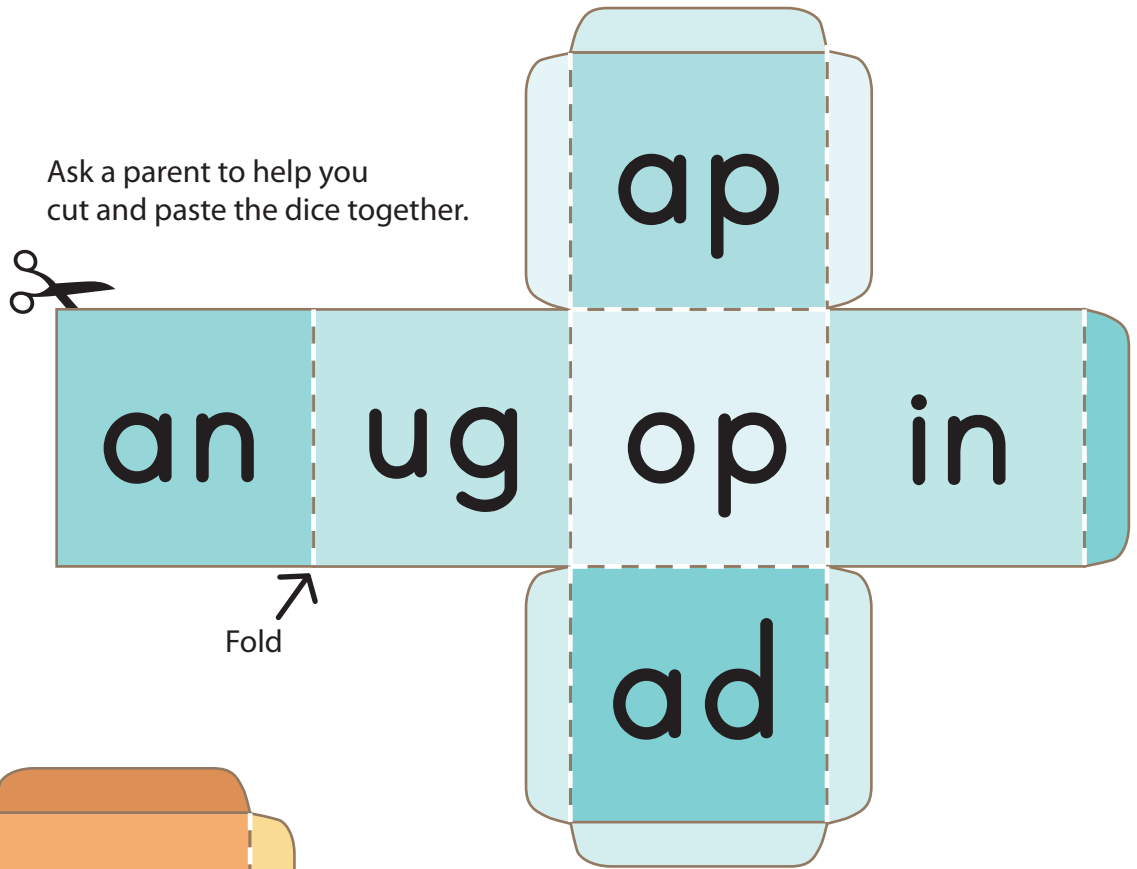 ap
Ask a parent to help you
cut and paste the dice together.
an ug op in
Fold
ad